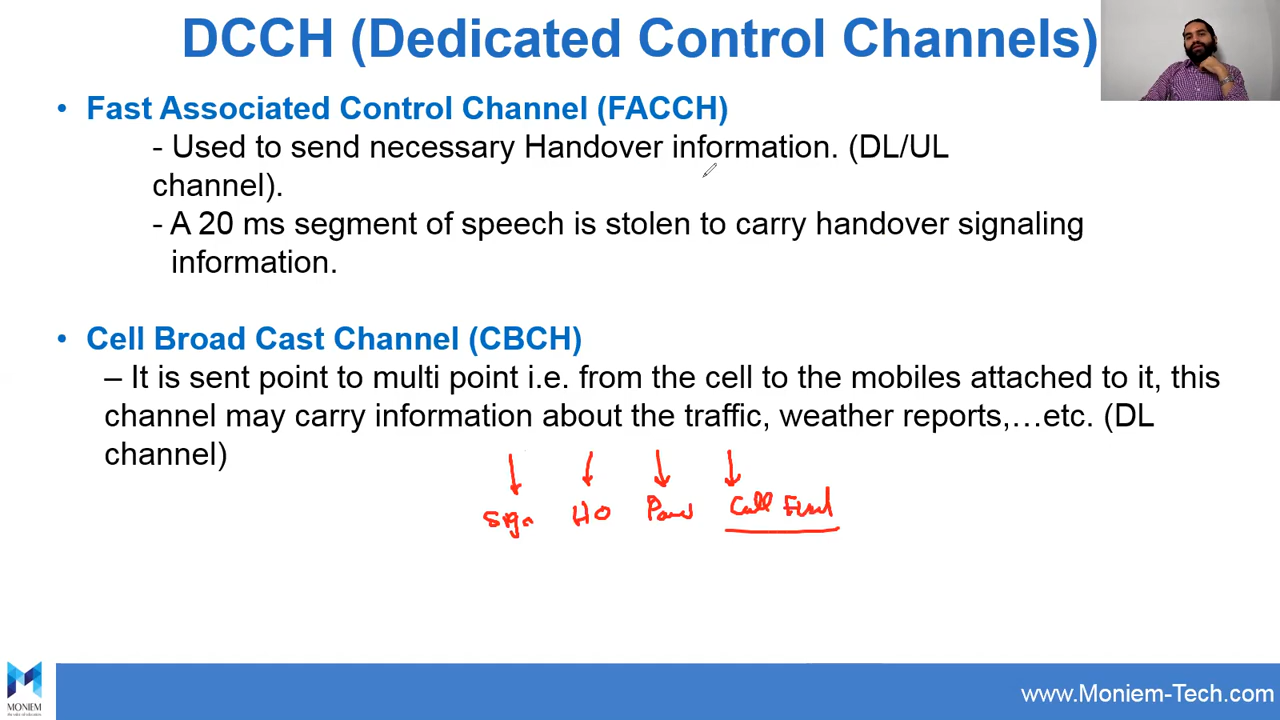 DCCH (Dedicated Control Channels)
• Fast Associated Control Channel (FACCH)
- Used to send necessary Handover information. (DL/UL
channel).
- A 20 ms segment of speech is stolen to carry handover signaling
information.
• Cell Broad Cast Channel (CBCH)
– It is sent point to multi point i.e. from the cell to the mobiles attached to it, this
channel may carry information about the traffic, weather reports,…etc. (DL
channel)
Sign HO Call
MONIEM
www.Moniem-Tech.com